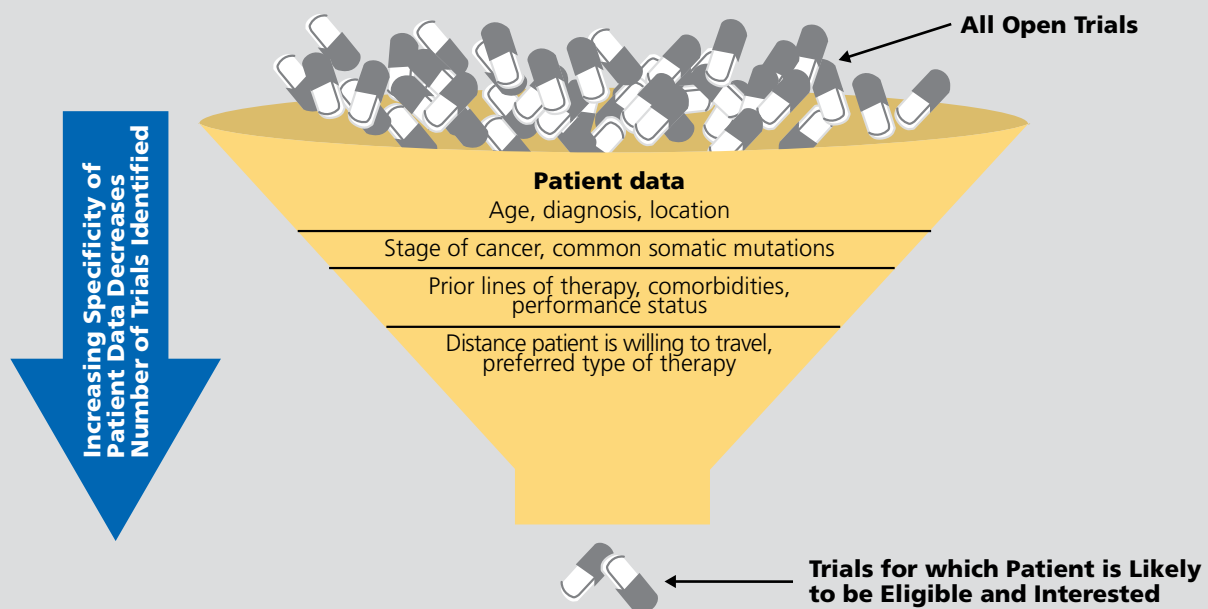 All Open Trials
Increasing Specificity of
Patient Data Decreases
Number of Trials Identified
Patient data
Age, diagnosis, location
Stage of cancer, common somatic mutations
Prior lines of therapy, comorbidities,
performance status
Distance patient is willing to travel,
preferred type of therapy
Trials for which Patient is Likely
to be Eligible and Interested